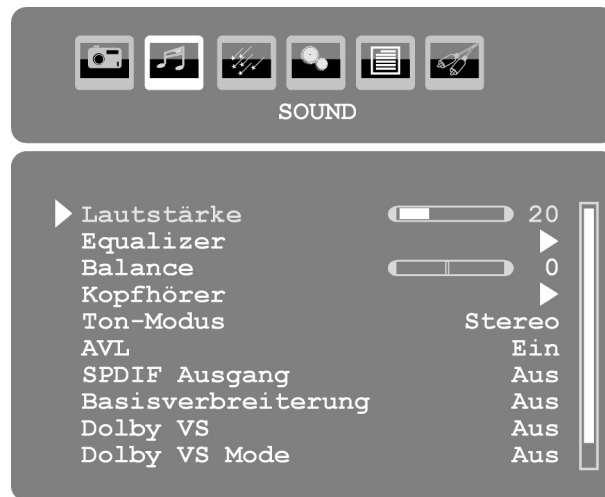 SOUND
Lautstärke 20
Equalizer
Balance 0
Kopfhörer
Ton-Modus Stereo
AVL Ein
SPDIF Ausgang Aus
Basisverbreiterung Aus
Dolby VS Aus
Dolby VS Mode Aus